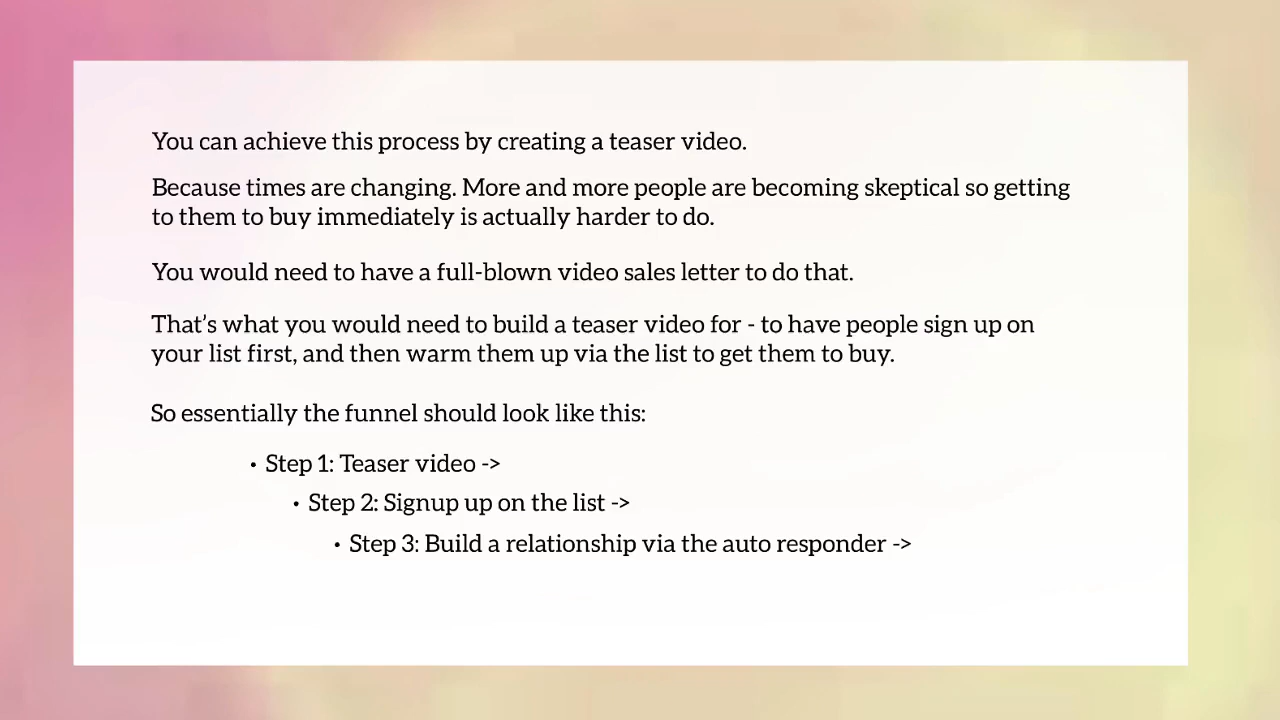 You can achieve this process by creating a teaser video.
Because times are changing. More and more people are becoming skeptical so getting
to them to buy immediately is actually harder to do.
You would need to have a full-blown video sales letter to do that.
That’s what you would need to build a teaser video for - to have people sign up on
your list first, and then warm them up via the list to get them to buy.
So essentially the funnel should look like this:
• Step 1: Teaser video ->
• Step 2: Signup up on the list ->
• Step 3: Build a relationship via the auto responder ->